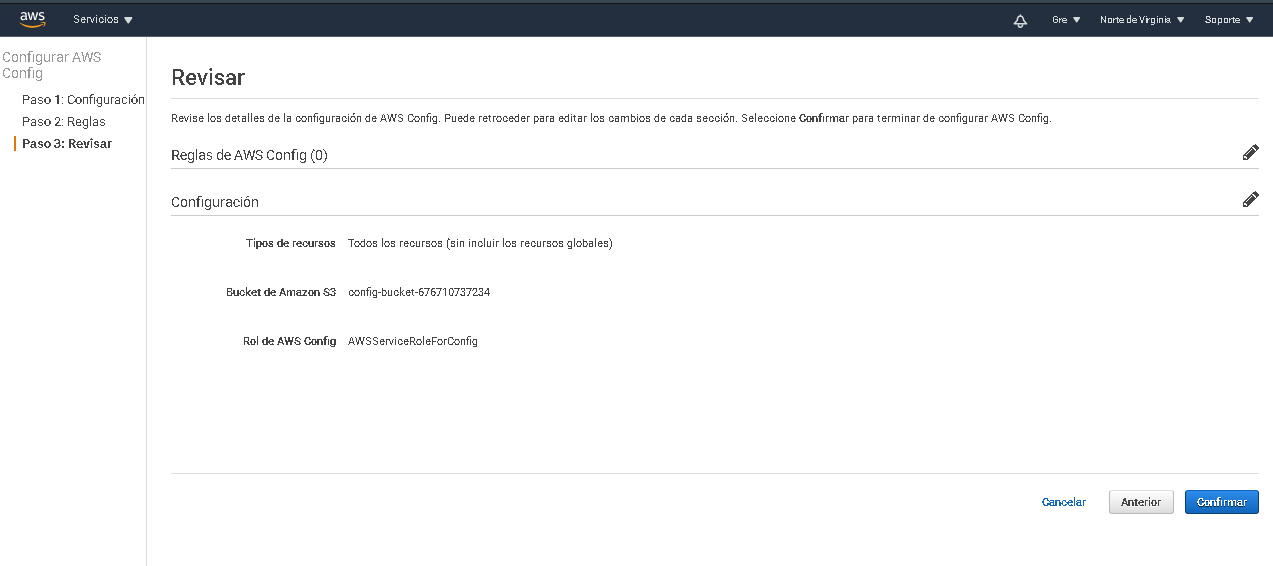 aws
Servicios
Gre
Norte de Virginia
Soporte
Configurar AWS
Config
Paso 1: Configuración
Paso 2: Reglas
Paso 3: Revisar
Revisar
Revise los detalles de la configuración de AWS Config. Puede retroceder para editar los cambios de cada sección. Seleccione Confirmar para terminar de configurar AWS Config.
Reglas de AWS Config (0)
Configuración
Tipos de recursos Todos los recursos (sin incluir los recursos globales)
Bucket de Amazon S3 config-bucket-676710737234
Rol de AWS Config AWSServiceRoleForConfig
Cancelar
Anterior
Confirmar